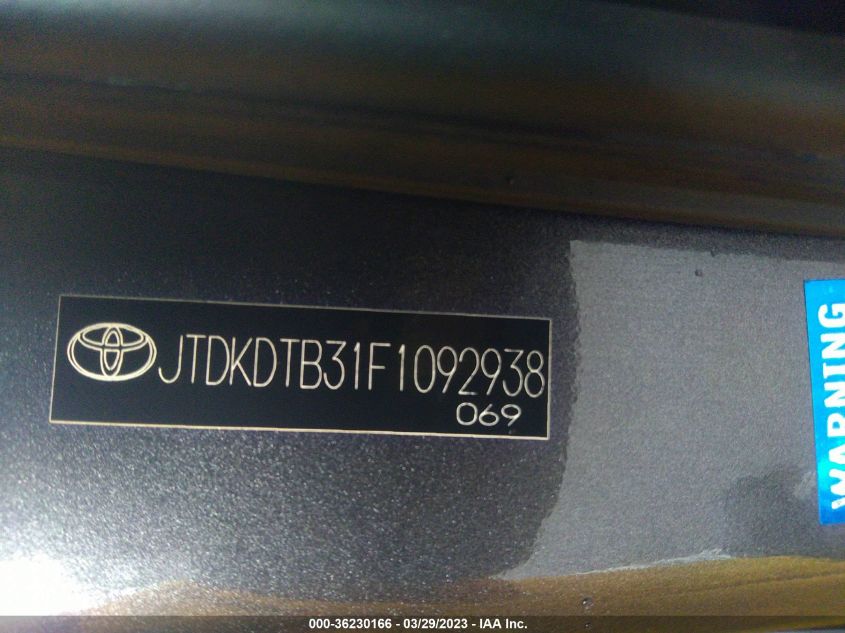 JTDKDTB31F1092938
069
WARNING
000-36230166 -- 03/29/2023 -- IAA Inc.